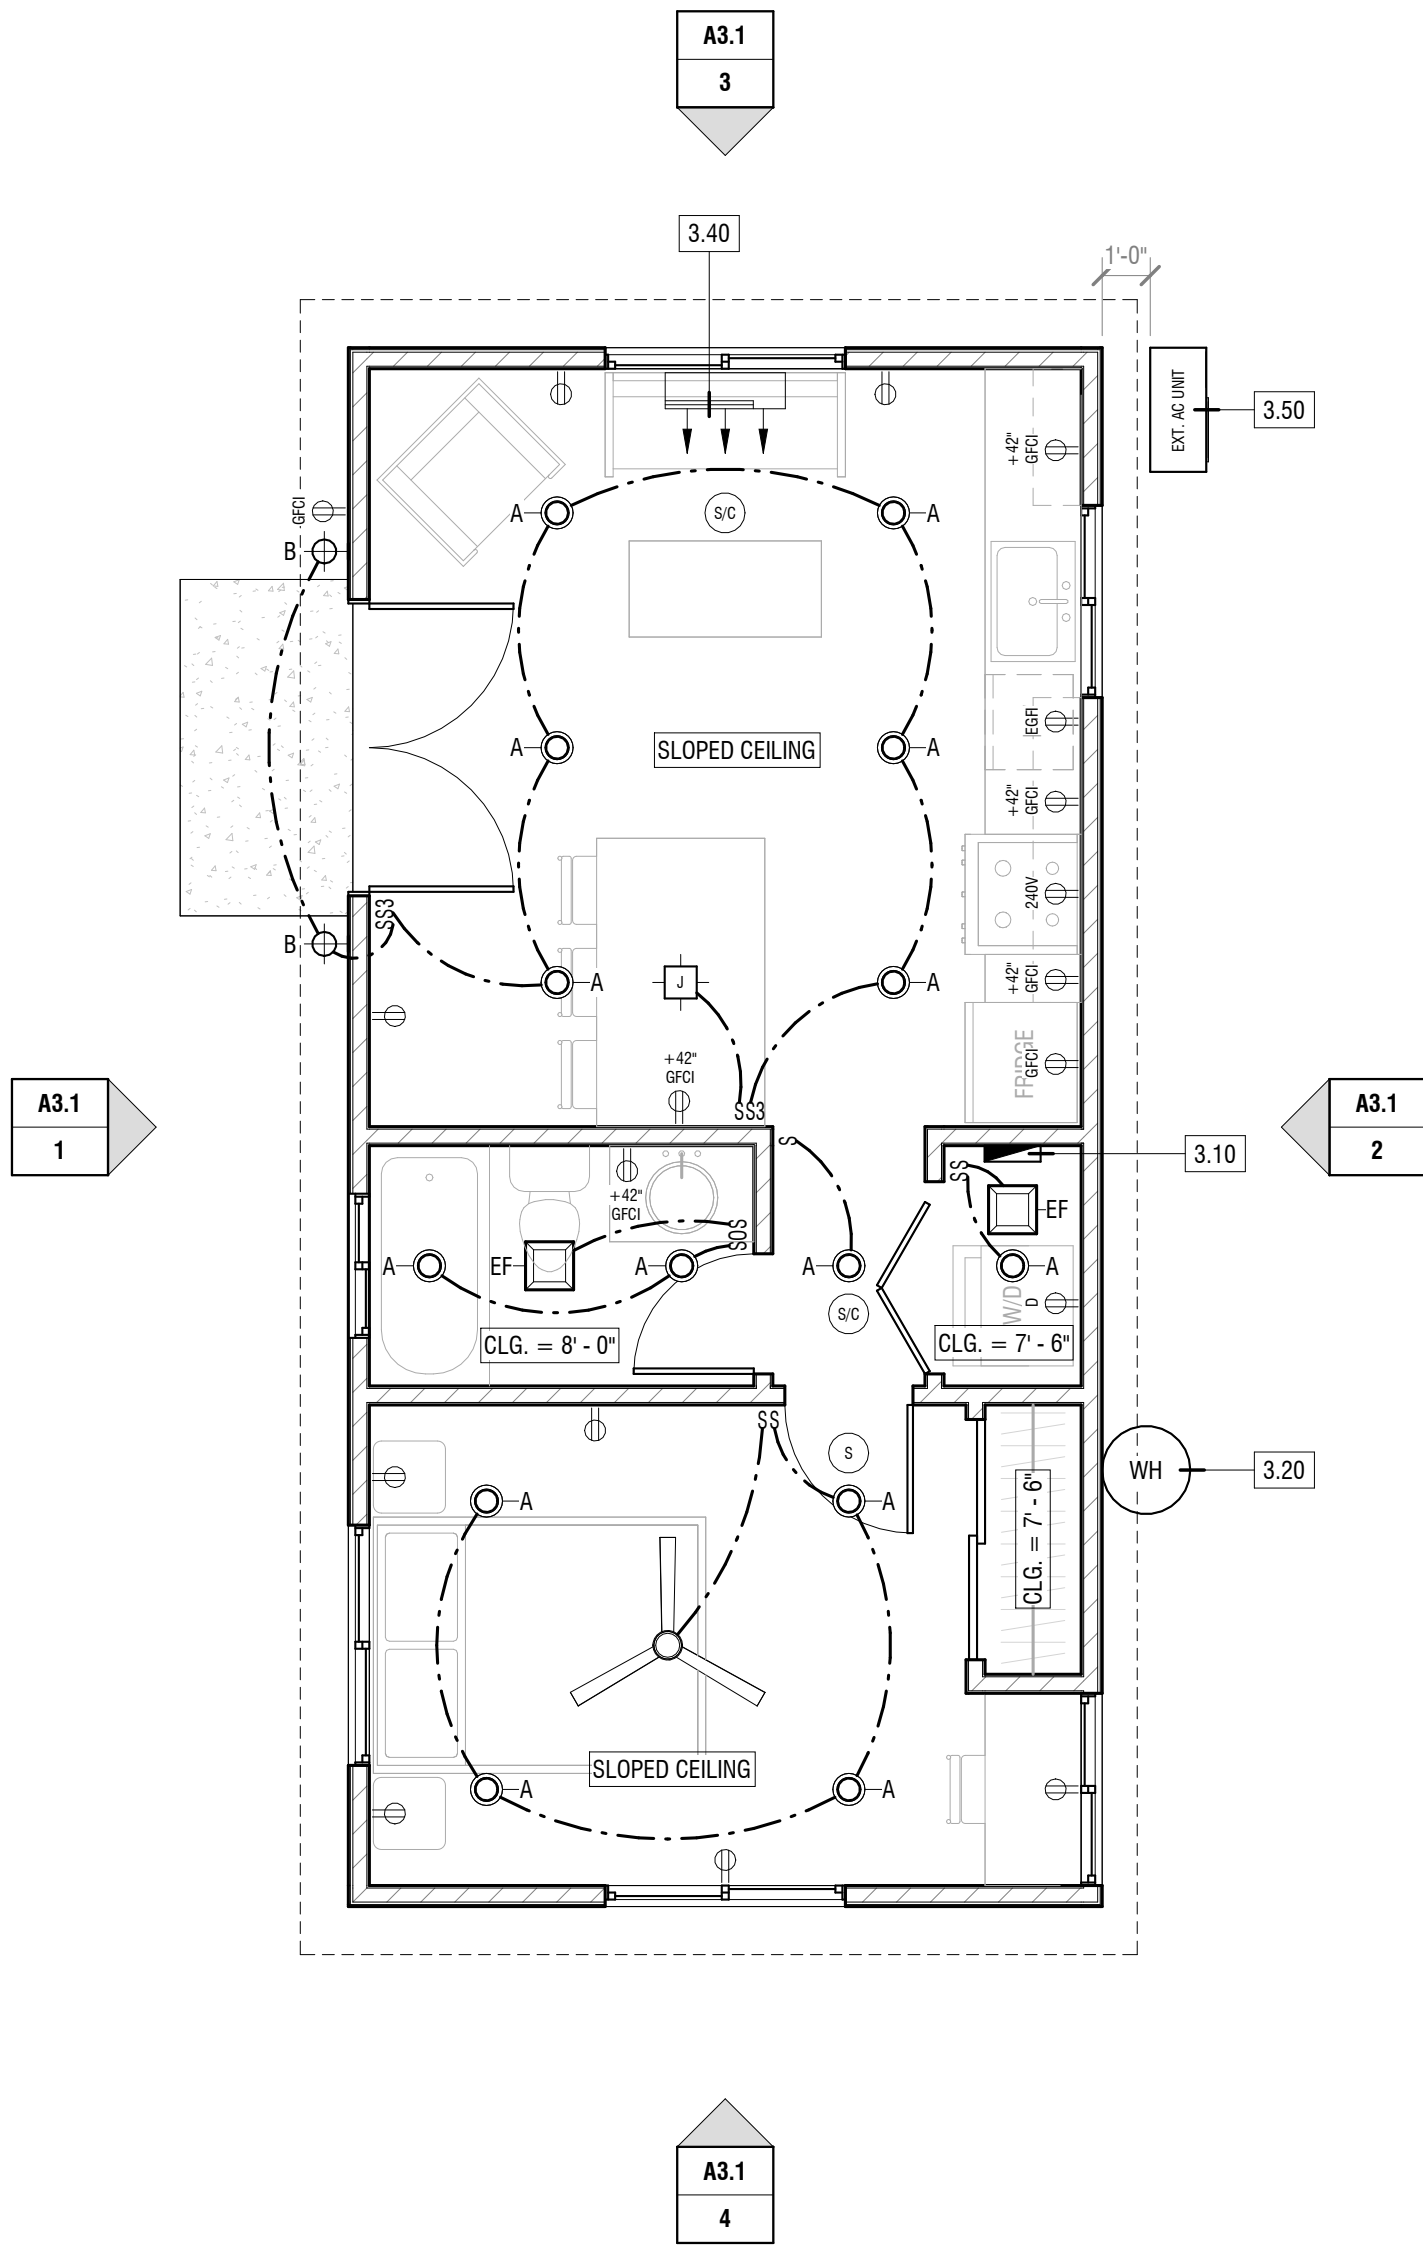 A3.1
3
3.40
1'-0"
EXT. AC UNIT
3.50
+42"
GFCI
GFCI
A
S/C
A
B
EGFI
A
SLOPED CEILING
A
+42"
GFCI
240V
SS3
B
A
J
A
+42"
GFCI
FRIDGE
GFCI
+42"
GFCI
SS3
A3.1
1
A3.1
2
S
3.10
SS
+42"
GFCI
EF
SOS
A
EF
A
A
A
S/C
W/D
D
CLG. = 8' - 0"
CLG. = 7' - 6"
SS
S
WH
3.20
A
A
CLG. = 7' - 6"
SLOPED CEILING
A
A
A3.1
4